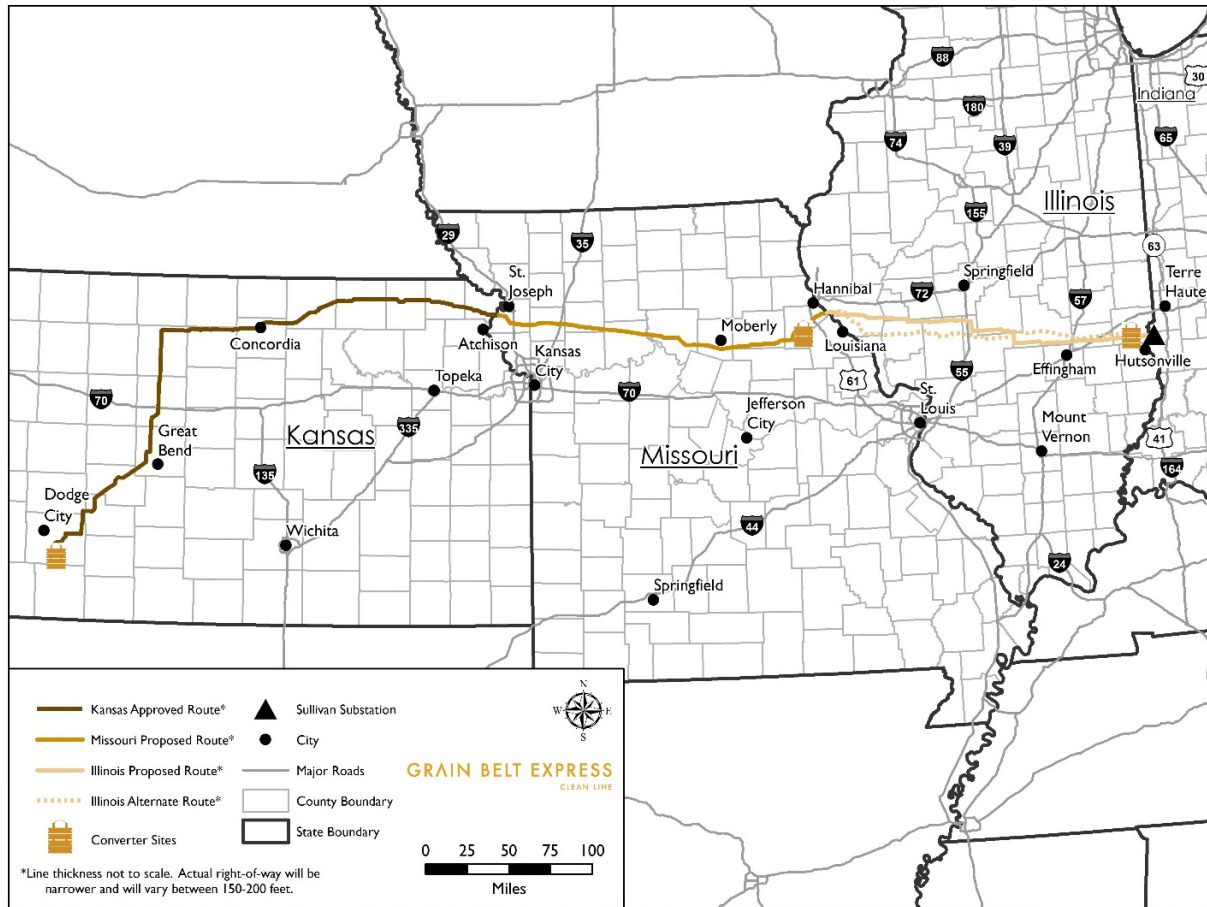 88
30
Indiana
180
74
39
65
Illinois
155
29
35
63
St.
Joseph
Hannibal
72
Springfield
57
Terre
Haute
Concordia
Atchison
Moberly
Louisiana
Hutsonville
Kansas
City
Effingham
Topeka
61
55
70
70
St.
Louis
Jefferson
City
Mount
Vernon
335
Kansas
Great
Bend
Missouri
41
135
164
Dodge
City
Wichita
44
24
Springfield
Kansas Approved Route*
Missouri Proposed Route*
Illinois Proposed Route*
Illinois Alternate Route*
Converter Sites
Sullivan Substation
City
Major Roads
County Boundary
State Boundary
N
W
E
S
GRAIN BELT EXPRESS
CLEAN LINE
0 25 50 75 100
Miles
*Line thickness not to scale. Actual right-of-way will be
narrower and will vary between 150-200 feet.